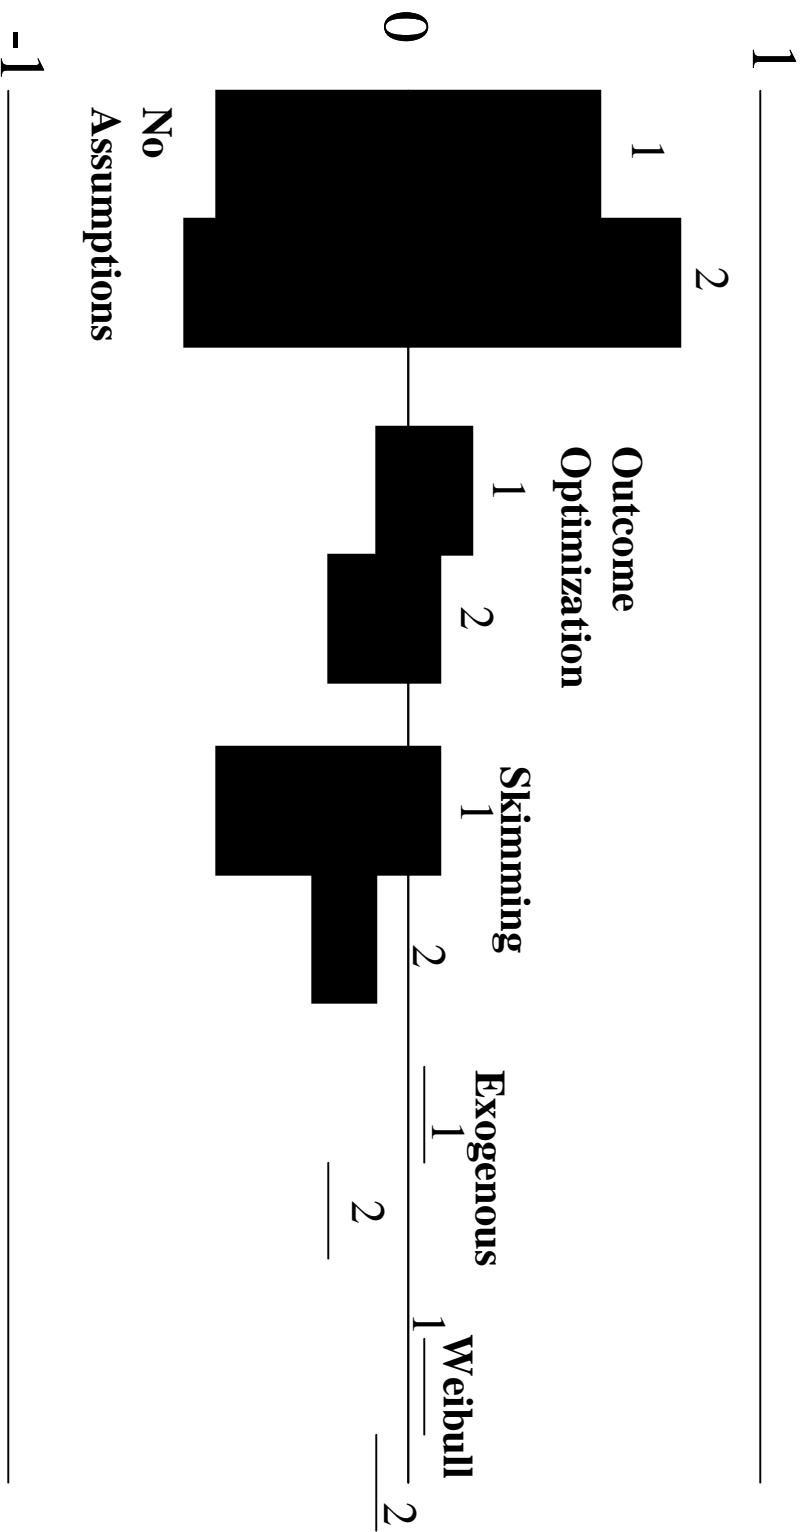 1
0
-1
1
2
No
Assumptions
Outcome
Optimization
1
2
Skimming
1
2
Exogenous
1
2
Weibull
1
2